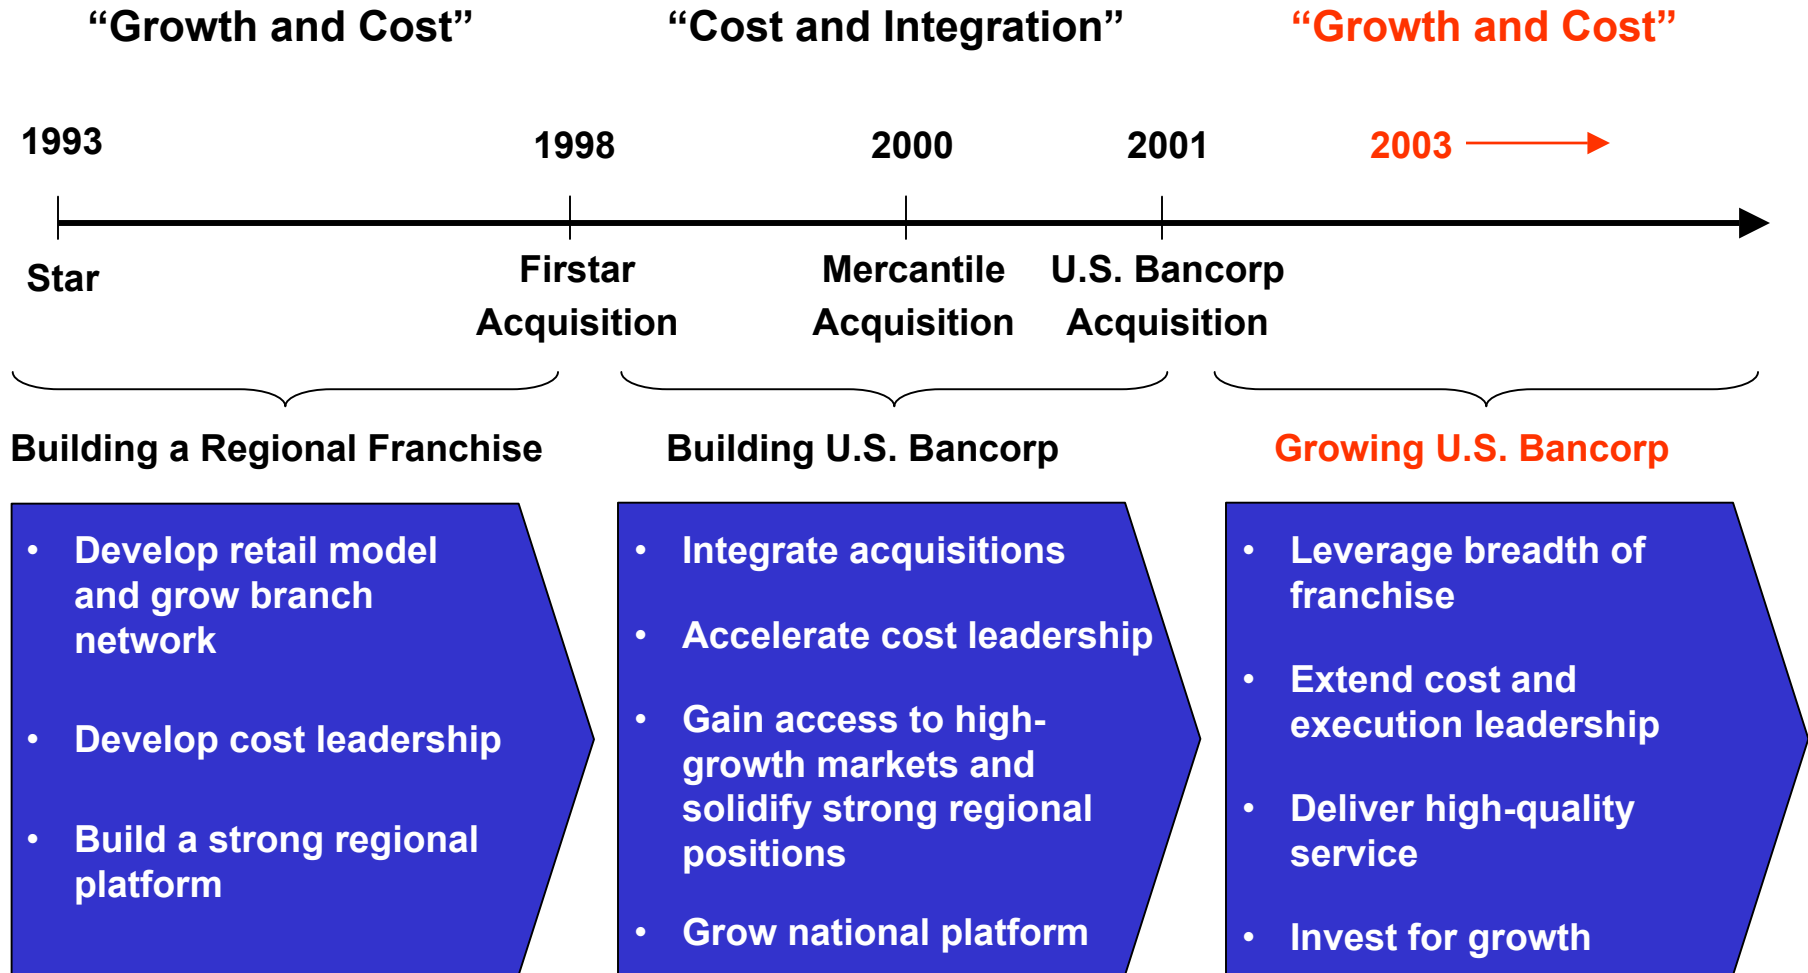 “Growth and Cost”
“Cost and Integration”
“Growth and Cost”
1993
1998
2000
2001
2003
Star
Firstar
Acquisition
Mercantile
Acquisition
U.S. Bancorp
Acquisition
Building a Regional Franchise
Building U.S. Bancorp
Growing U.S. Bancorp
• Develop retail model
and grow branch
network
• Develop cost leadership
• Build a strong regional
platform
• Integrate acquisitions
• Accelerate cost leadership
• Gain access to high-
growth markets and
solidify strong regional
positions
• Grow national platform
• Leverage breadth of
franchise
• Extend cost and
execution leadership
• Deliver high-quality
service
• Invest for growth